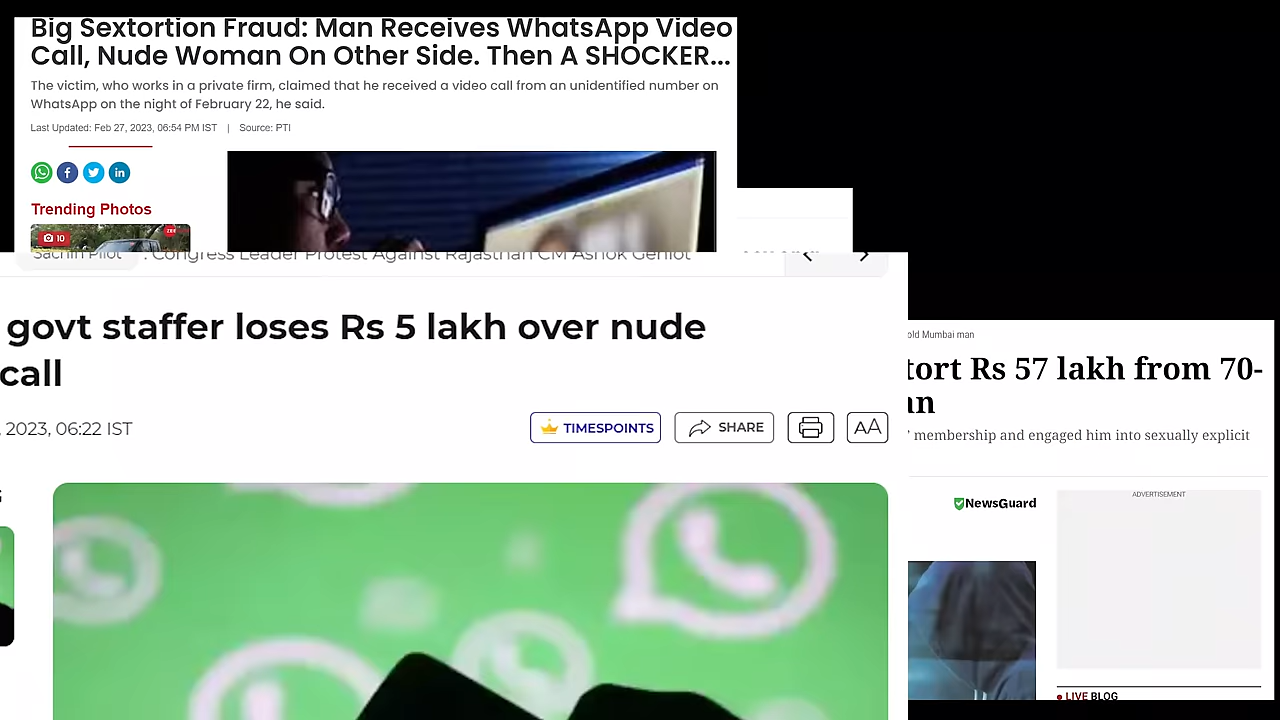 Big Sextortion Fraud: Man Receives WhatsApp Video
Call, Nude Woman On Other Side. Then A SHOCKER...
The victim, who works in a private firm, claimed that he received a video call from an unidentified number on
WhatsApp on the night of February 22, he said.
Last Updated: Feb 27, 2023, 06:54 PM IST | Source: PTI
Trending Photos
10
Sachin Pilot : Congress Leader Protest Against Rajasthan CM Ashok Gehlot
govt staffer loses Rs 5 lakh over nude
call
, 2023, 06:22 IST
TIMESPOINTS
SHARE
AA
old Mumbai man
tort Rs 57 lakh from 70-
an
' membership and engaged him into sexually explicit
NewsGuard
ADVERTISEMENT
LIVE BLOG